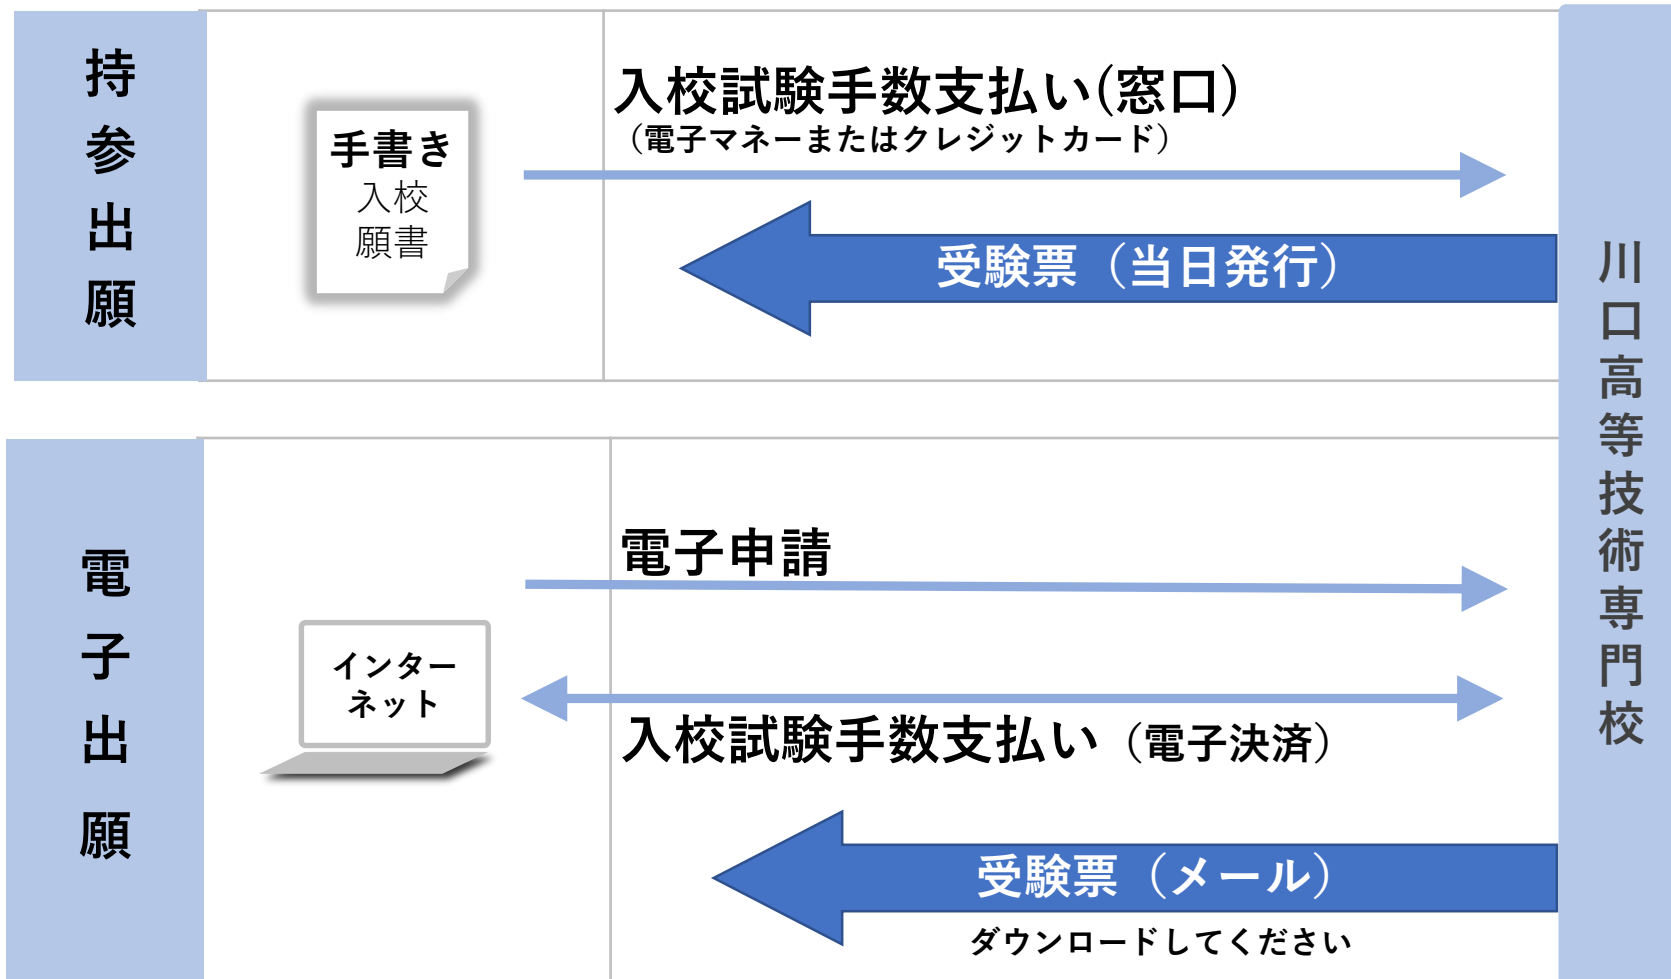 持参出願
手書き
入校
願書
入校試験手数支払い(窓口)
（電子マネーまたはクレジットカード）
受験票（当日発行）
電子出願
インター
ネット
電子申請
入校試験手数支払い（電子決済）
受験票（メール）
ダウンロードしてください
川口高等技術専門校